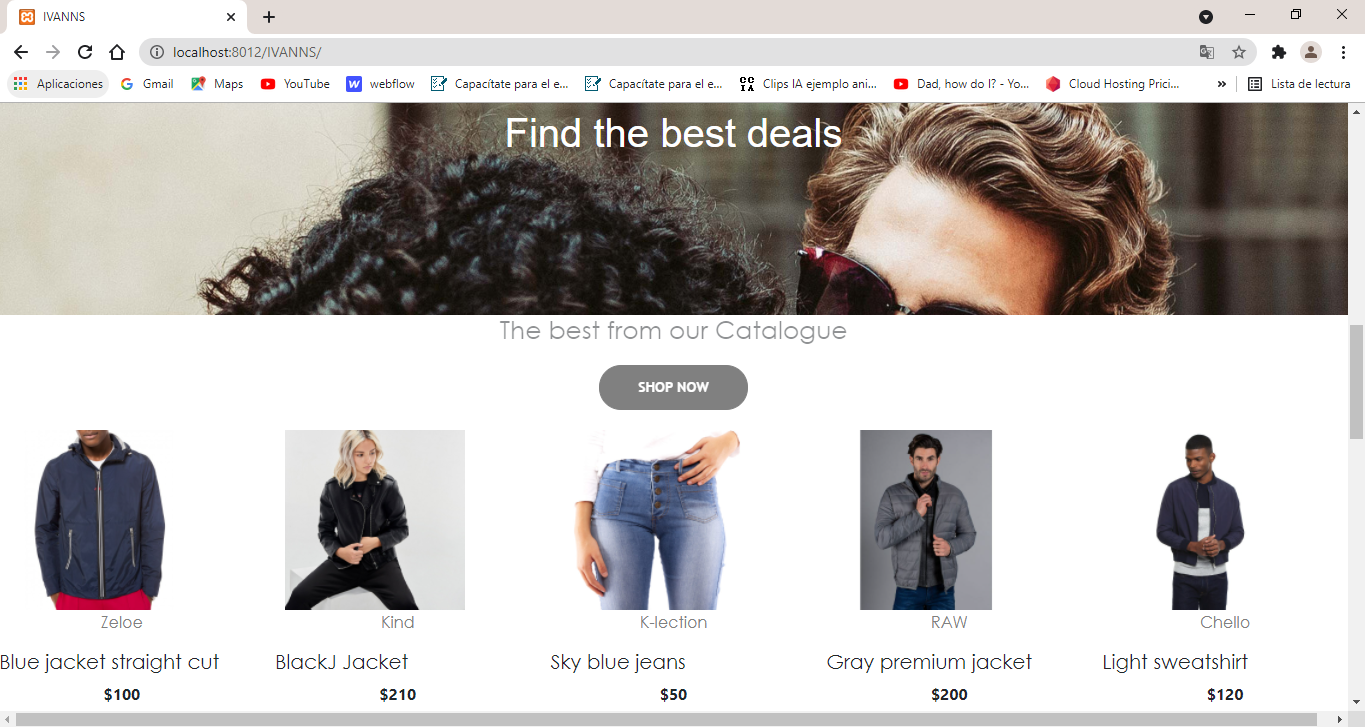 IVANNS
localhost:8012/IVANNS/
Aplicaciones
Gmail
Maps
YouTube
webflow
Capacítate para el e...
Capacítate para el e...
Clips IA ejemplo ani...
Dad, how do I? - Yo...
Cloud Hosting Prici...
»
Lista de lectura
Find the best deals
The best from our Catalogue
SHOP NOW
Zeloe
Kind
K-lection
RAW
Chello
Blue jacket straight cut
BlackJ Jacket
Sky blue jeans
Gray premium jacket
Light sweatshirt
$100
$210
$50
$200
$120